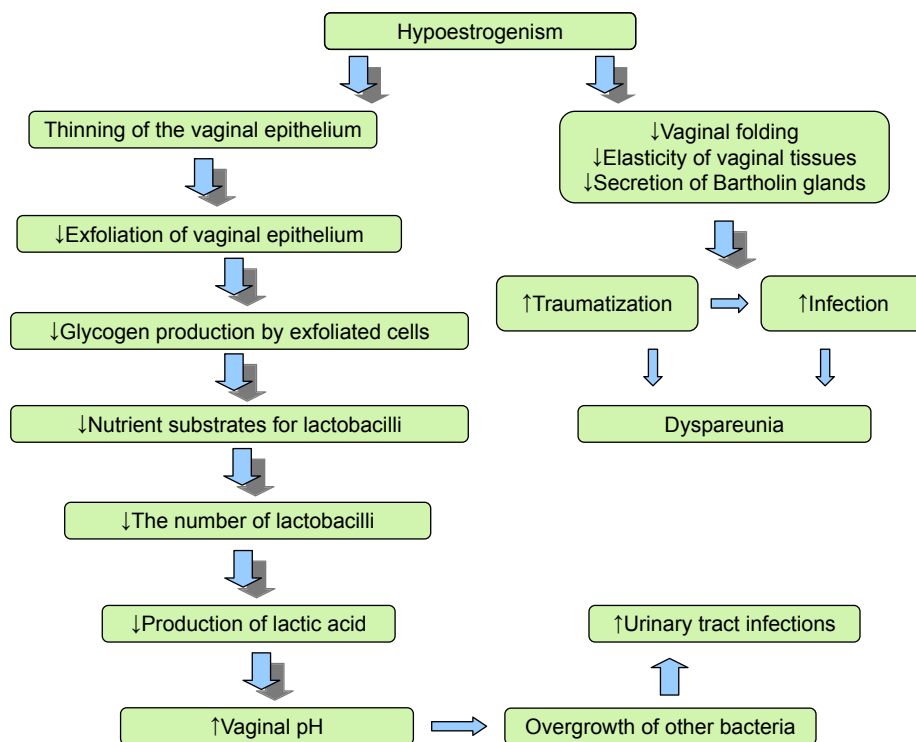 Hypoestrogenism
Thinning of the vaginal epithelium
↓Vaginal folding
↓Elasticity of vaginal tissues
↓Secretion of Bartholin glands
↓Exfoliation of vaginal epithelium
↑Traumatization
↑Infection
↓Glycogen production by exfoliated cells
↓Nutrient substrates for lactobacilli
Dyspareunia
↓The number of lactobacilli
↓Production of lactic acid
↑Urinary tract infections
↑Vaginal pH
Overgrowth of other bacteria